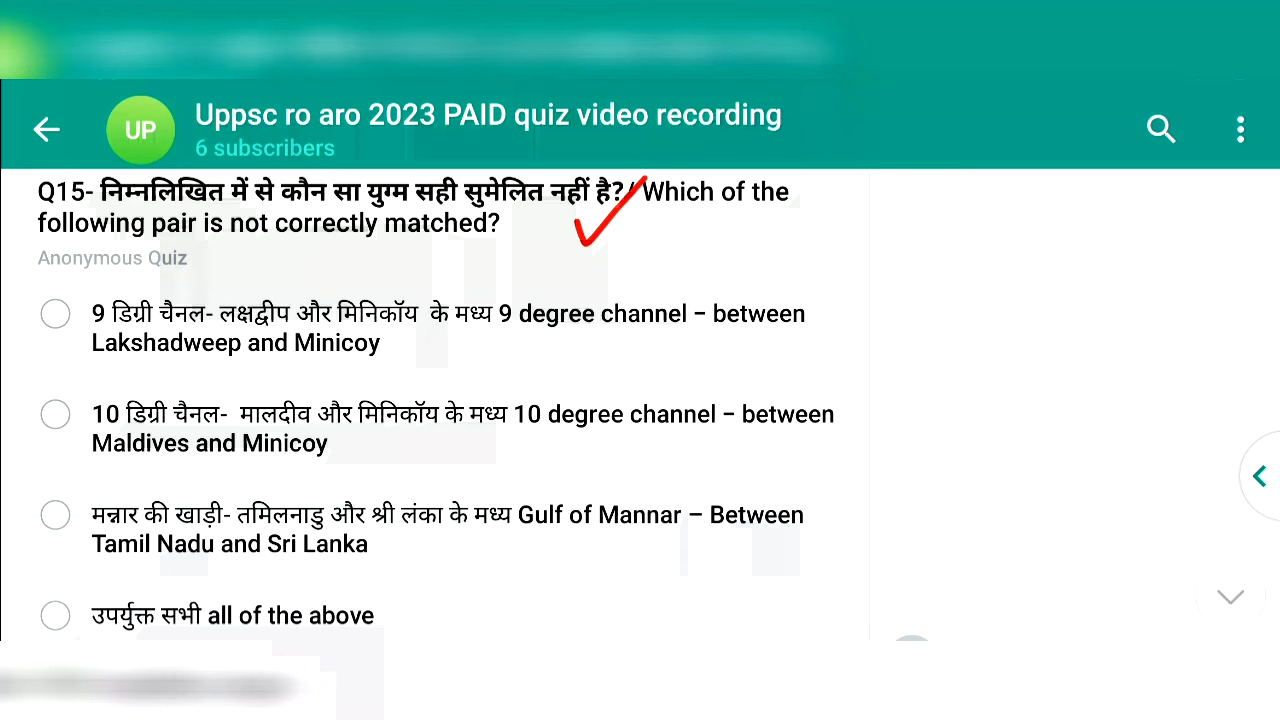 UP
Uppsc ro aro 2023 PAID quiz video recording
6 subscribers
Q15- निम्नलिखित में से कौन सा युग्म सही सुमेलित नहीं है?/ Which of the
following pair is not correctly matched?
Anonymous Quiz
9 डिग्री चैनल- लक्षद्वीप और मिनिकॉय के मध्य 9 degree channel – between
Lakshadweep and Minicoy
10 डिग्री चैनल- मालदीव और मिनिकॉय के मध्य 10 degree channel – between
Maldives and Minicoy
मन्नार की खाड़ी- तमिलनाडु और श्री लंका के मध्य Gulf of Mannar – Between
Tamil Nadu and Sri Lanka
उपर्युक्त सभी all of the above